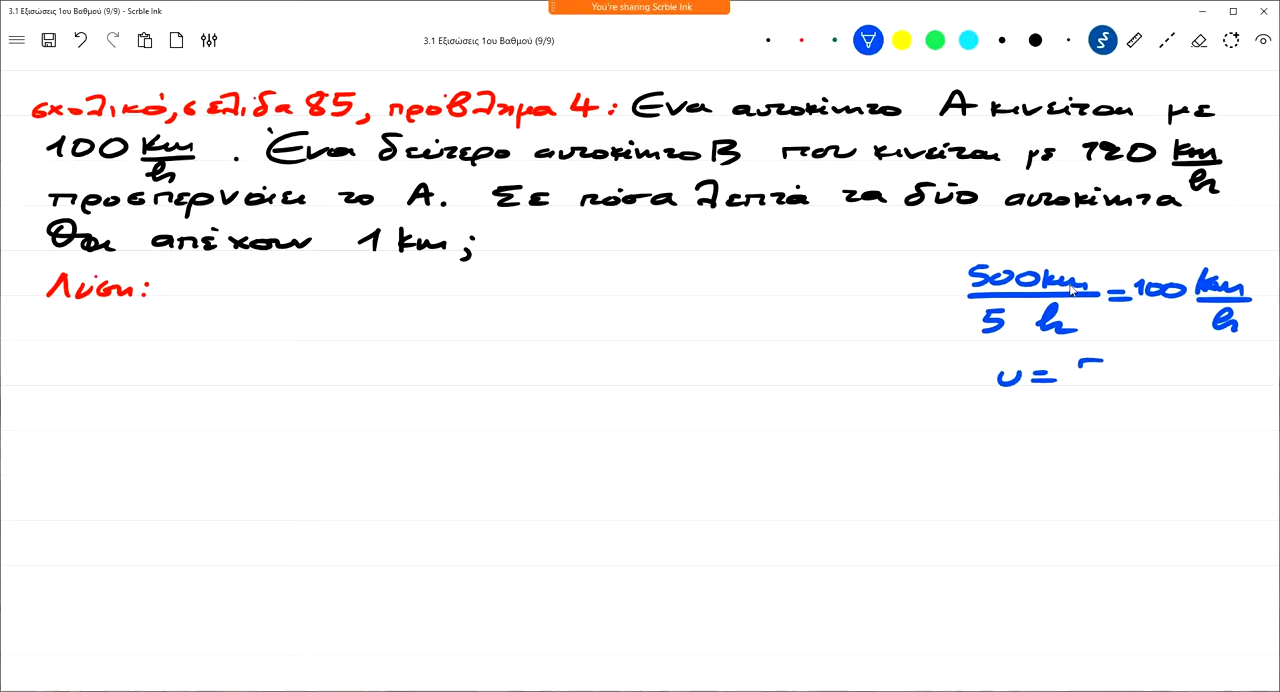 3.1 Εξισώσεις 1ου Βαθμού (9/9) - Scrble Ink
You're sharing Scrble Ink
3.1 Εξισώσεις 1ου Βαθμού (9/9)
σχολικό, σελίδα 85, πρόβλημα 4: Ένα αυτοκίνητο Α κινείται με
100 km/h . Ένα δεύτερο αυτοκίνητο Β που κινείται με 120 km/h
προσπερνάει το Α. Σε πόσα λεπτά τα δύο αυτοκίνητα
θα απέχουν 1 km;
Λύση:
500km/5 h = 100 km/h
υ =